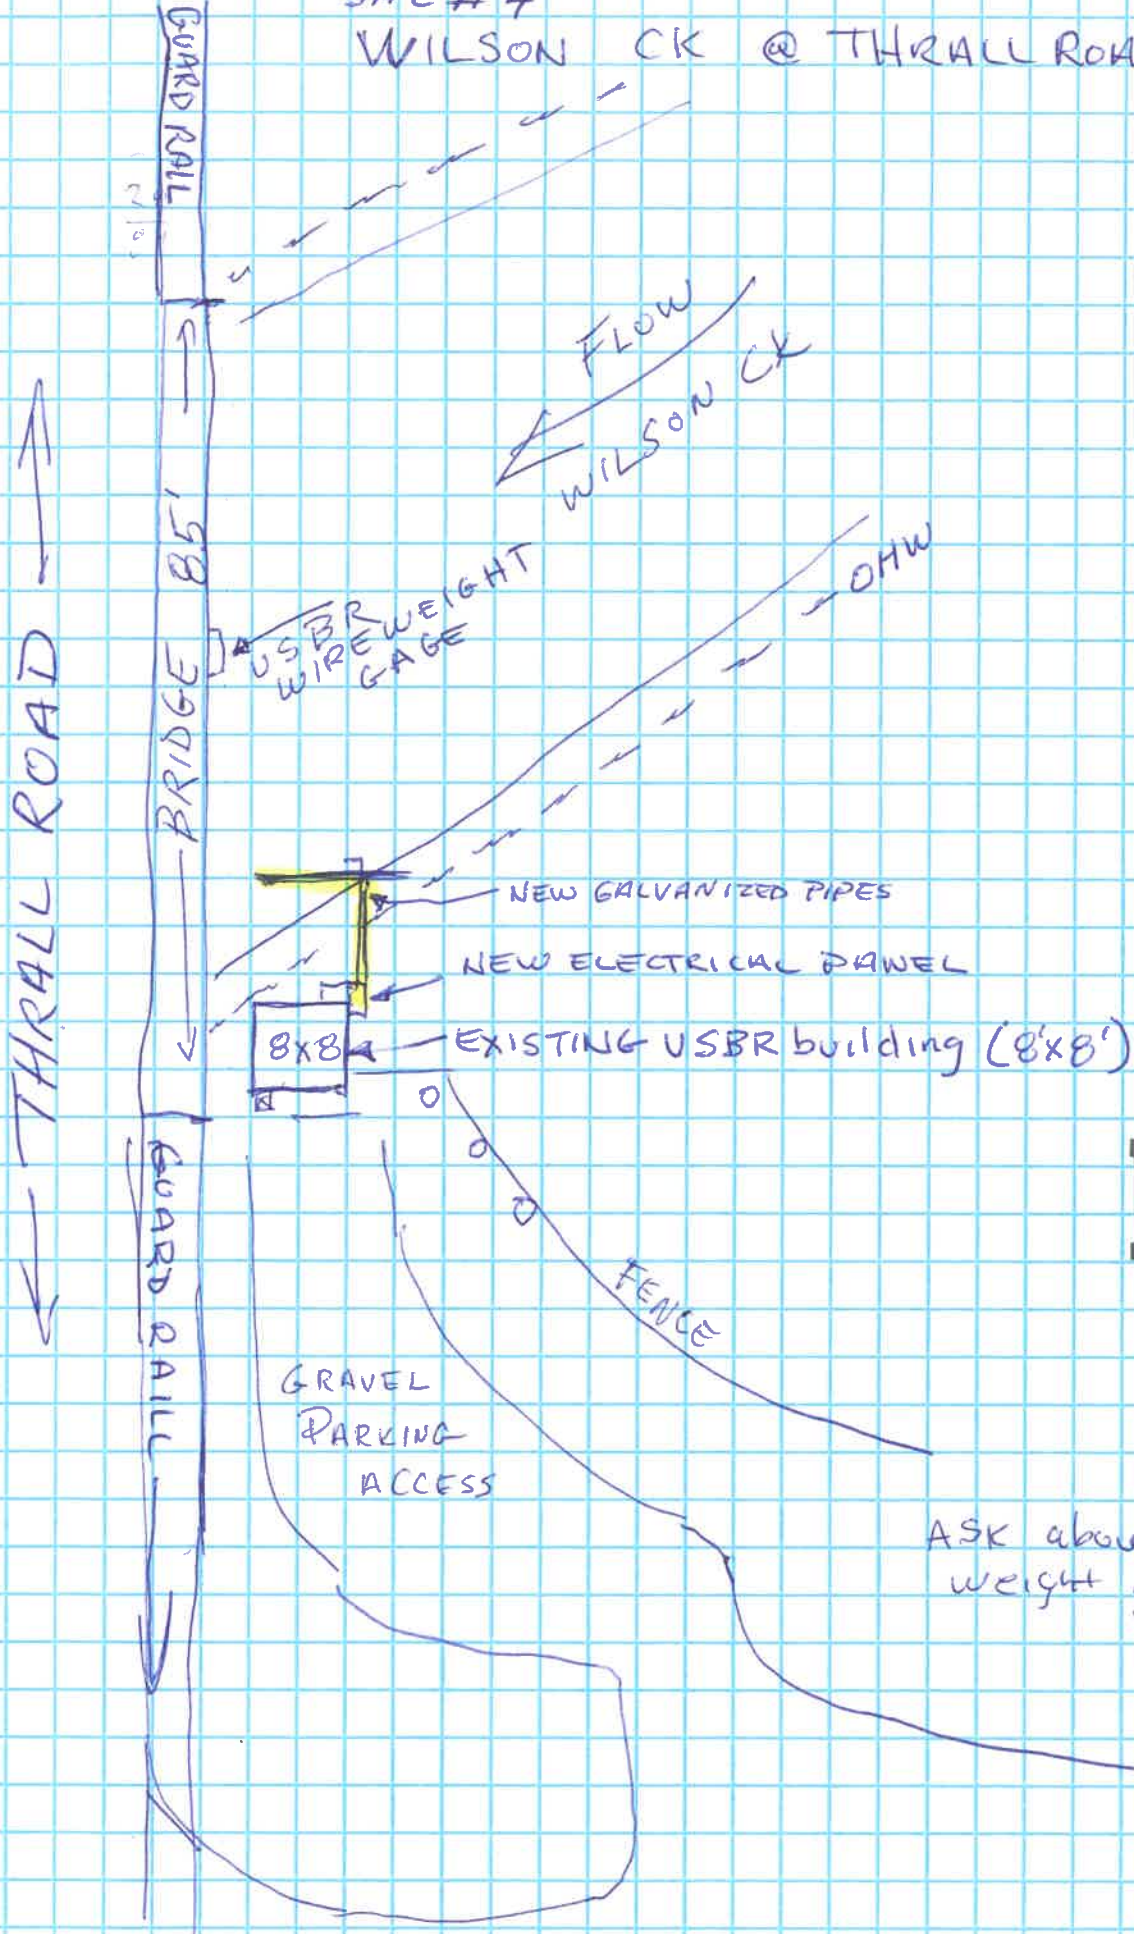 WILSON CK @ THRALL ROA
GUARD RAIL
FLOW
WILSON CK
OHW
THRALL ROAD
BRIDGE 85'
USBR
WIREWEIGHT
GAGE
NEW GALVANIZED PIPES
NEW ELECTRICAL PANEL
8x8
EXISTING USBR building (8'x8')
GUARD RAIL
FENCE
GRAVEL
PARKING
ACCESS
ASK abou
weight